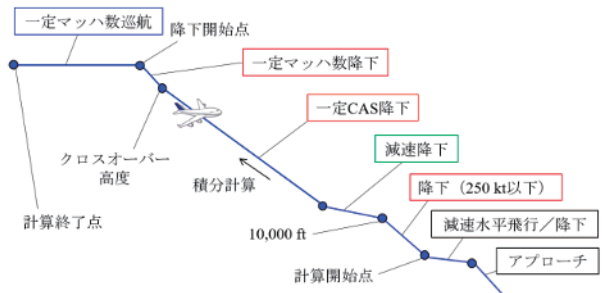 一定マッハ数巡航
降下開始点
一定マッハ数降下
一定CAS降下
クロスオーバー
高度
積分計算
減速降下
計算終了点
降下（250 kt以下）
10,000 ft
減速水平飛行／降下
計算開始点
アプローチ